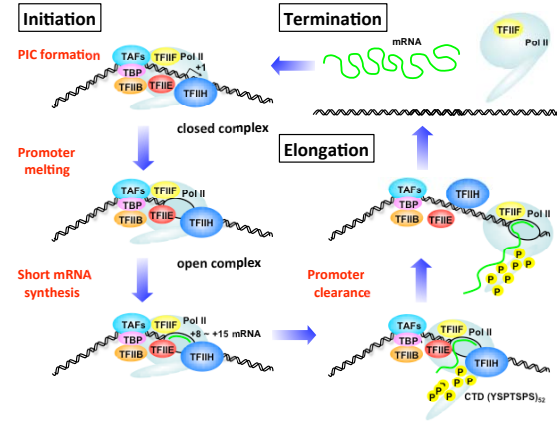 Initiation
PIC formation
TAFs
TFIIF
Pol II
+1
TBP
TFIIB
TFIIE
TFIIH
closed complex
Promoter
melting
TAFs
TFIIF
Pol II
TBP
TFIIB
TFIIE
TFIIH
open complex
Short mRNA
synthesis
TAFs
TFIIF
Pol II
+8 ~ +15 mRNA
TBP
TFIIB
TFIIE
TFIIH
Promoter
clearance
TAFs
TFIIF
Pol II
TBP
TFIIB
TFIIE
TFIIH
P
P
P
P
P
P
P
CTD (YSPTSPS)52
Elongation
TAFs
TFIIH
TBP
TFIIF
Pol II
TFIIB
TFIIE
P
P
P
P
P
P
P
Termination
mRNA
TFIIF
Pol II